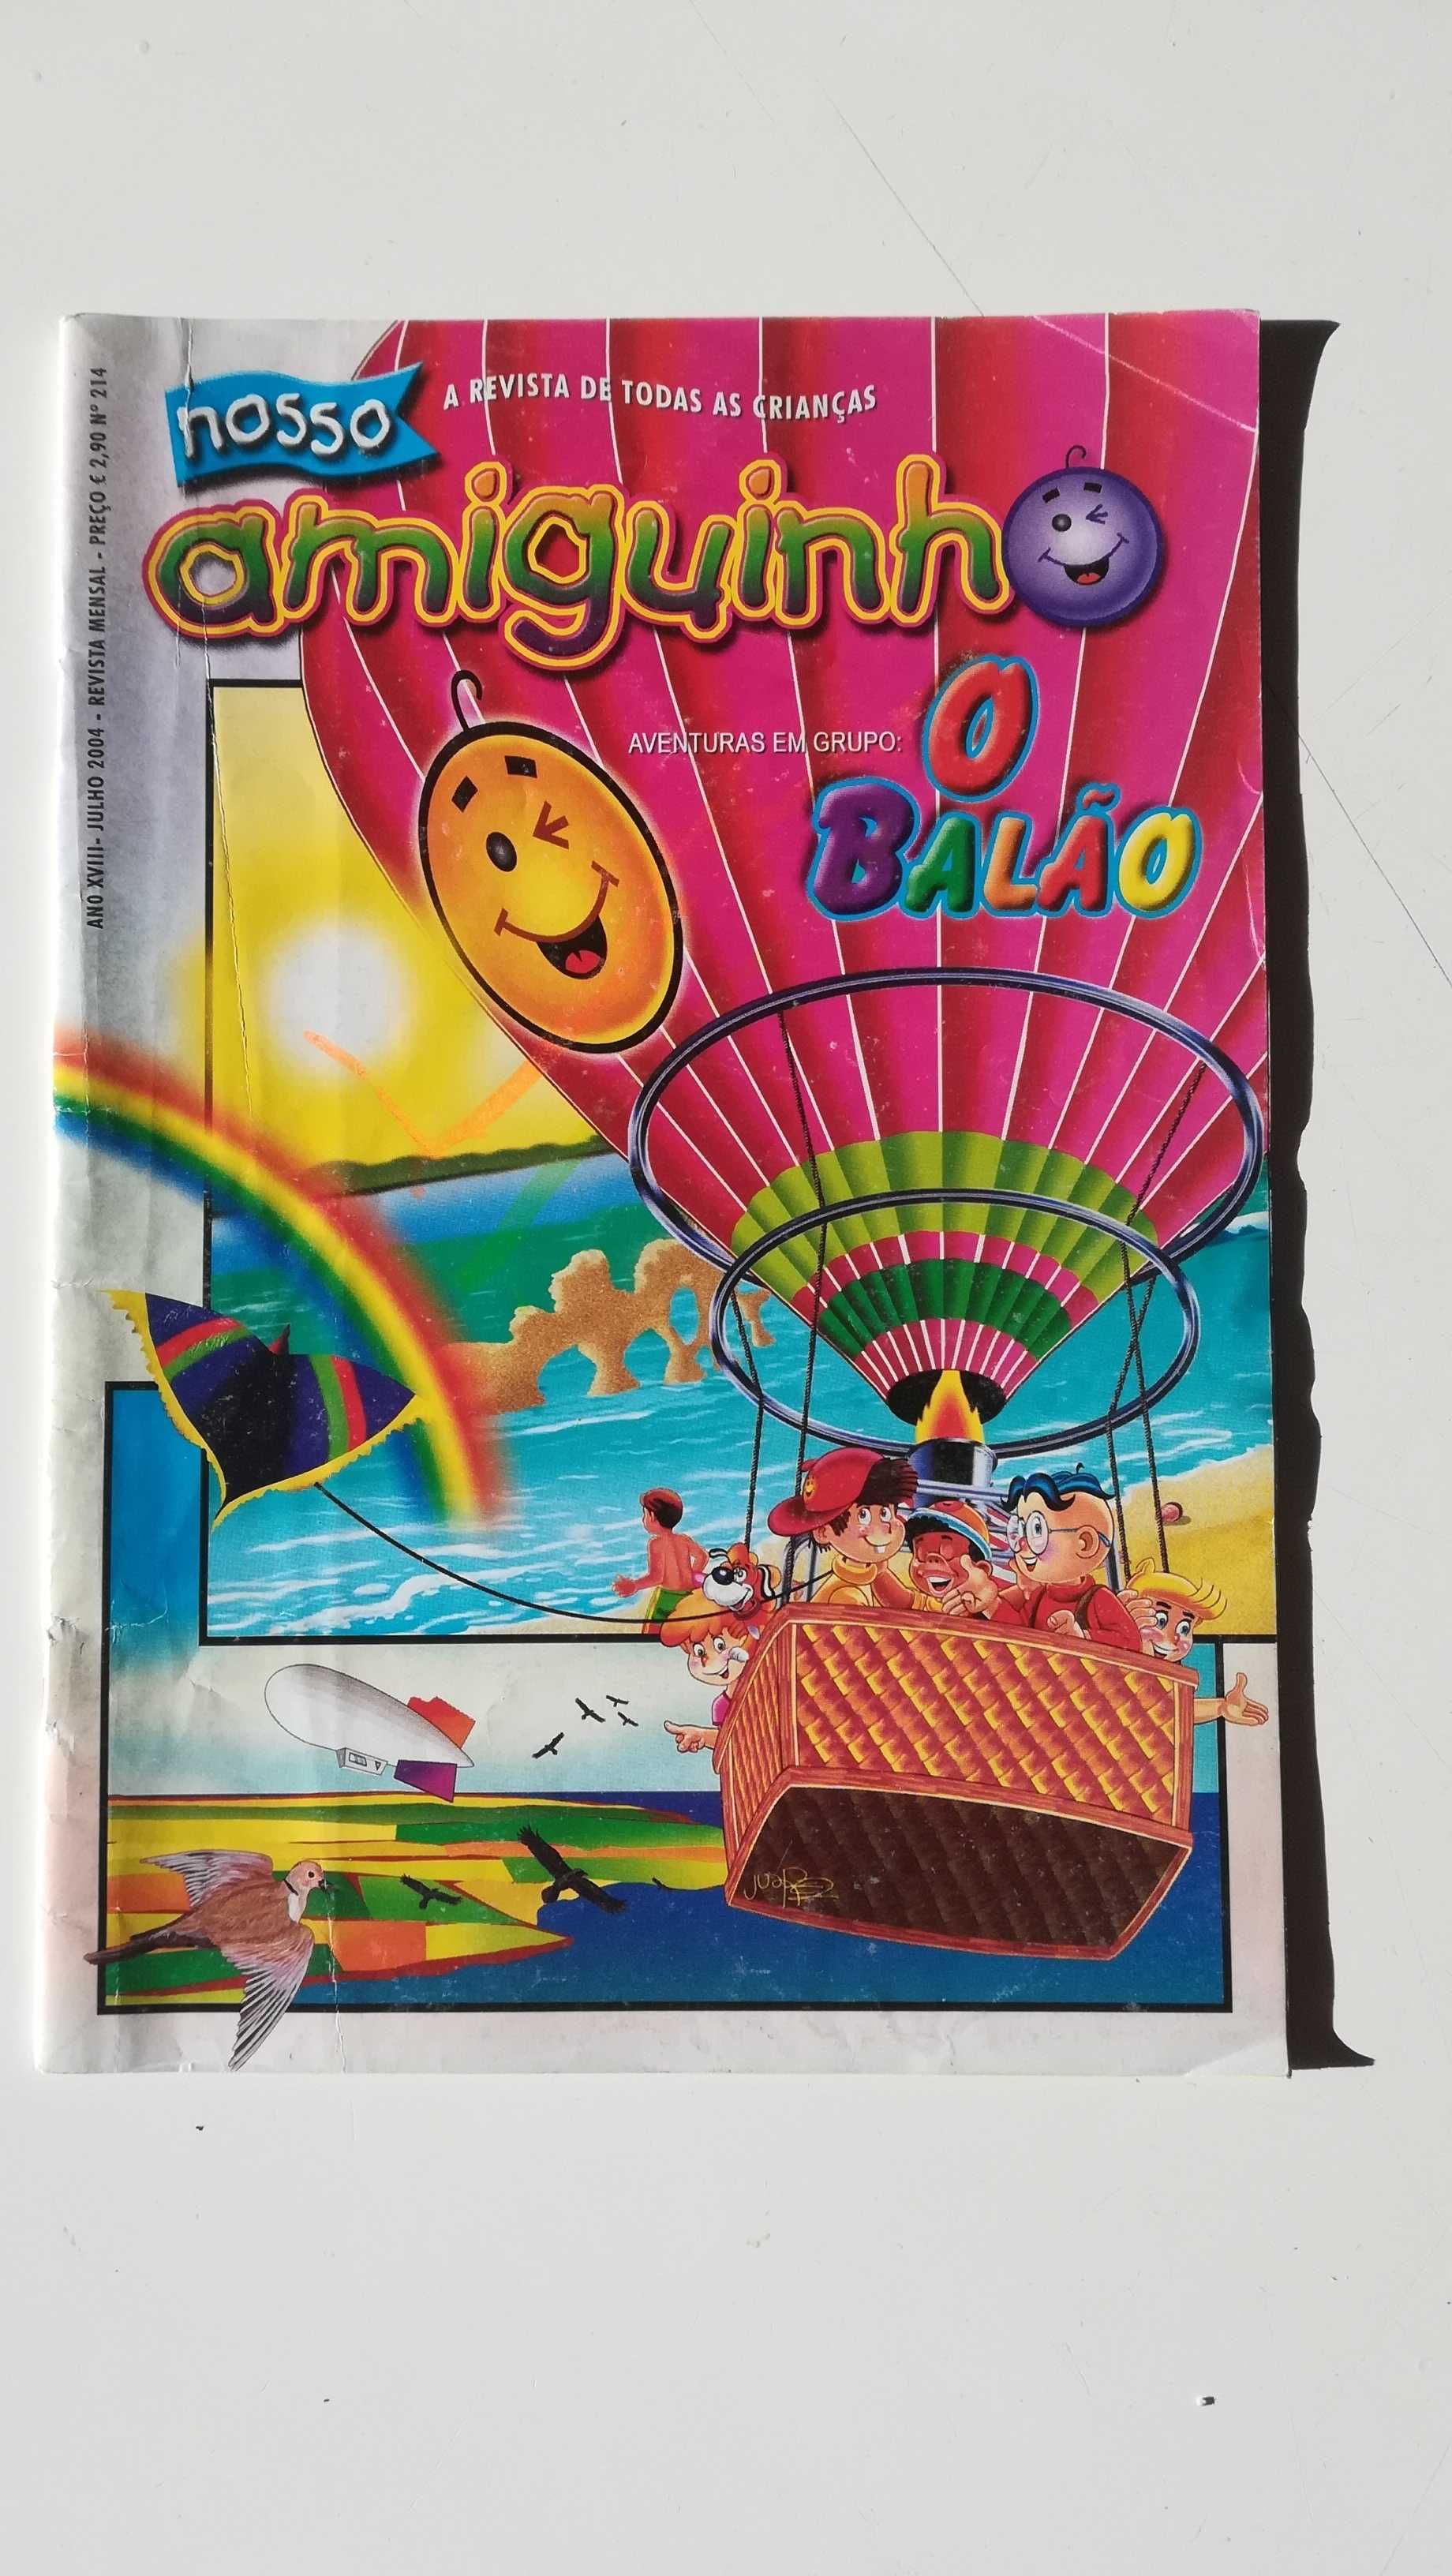 ANO XVIII- JULHO 2004 - REVISTA MENSAL - PREÇO € 2,90 Nº 214
nosso
A REVISTA DE TODAS AS CRIANÇAS
amiguinho
AVENTURAS EM GRUPO:
O
BALÃO